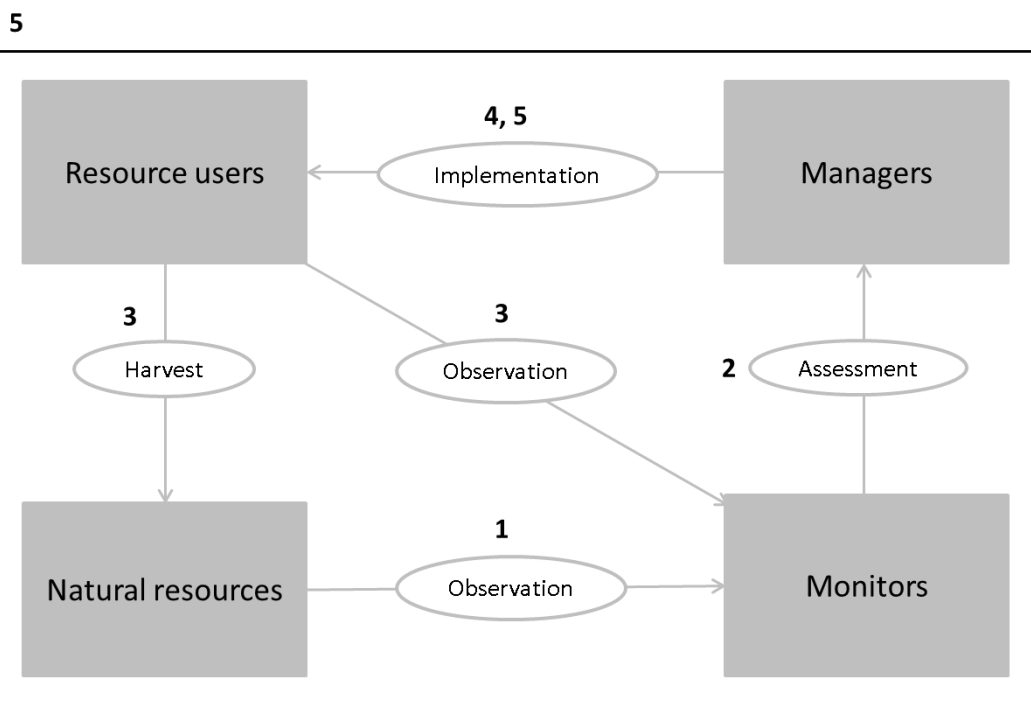 5
4, 5
Resource users
Implementation
Managers
3
3
Harvest
Observation
2
Assessment
1
Natural resources
Observation
Monitors